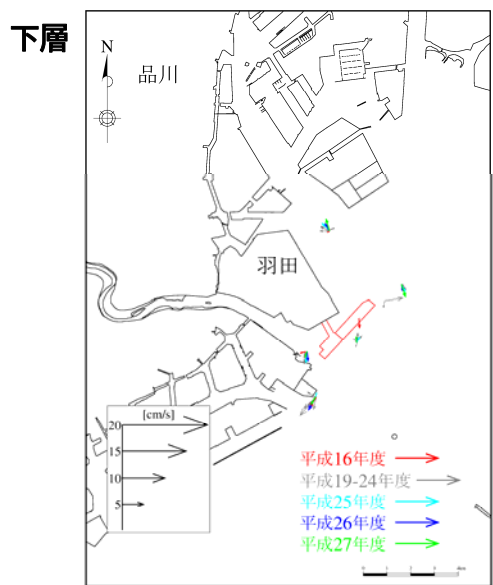 下層
N
品川
羽田
[cm/s]
20
15
10
5
平成16年度
平成19-24年度
平成25年度
平成26年度
平成27年度